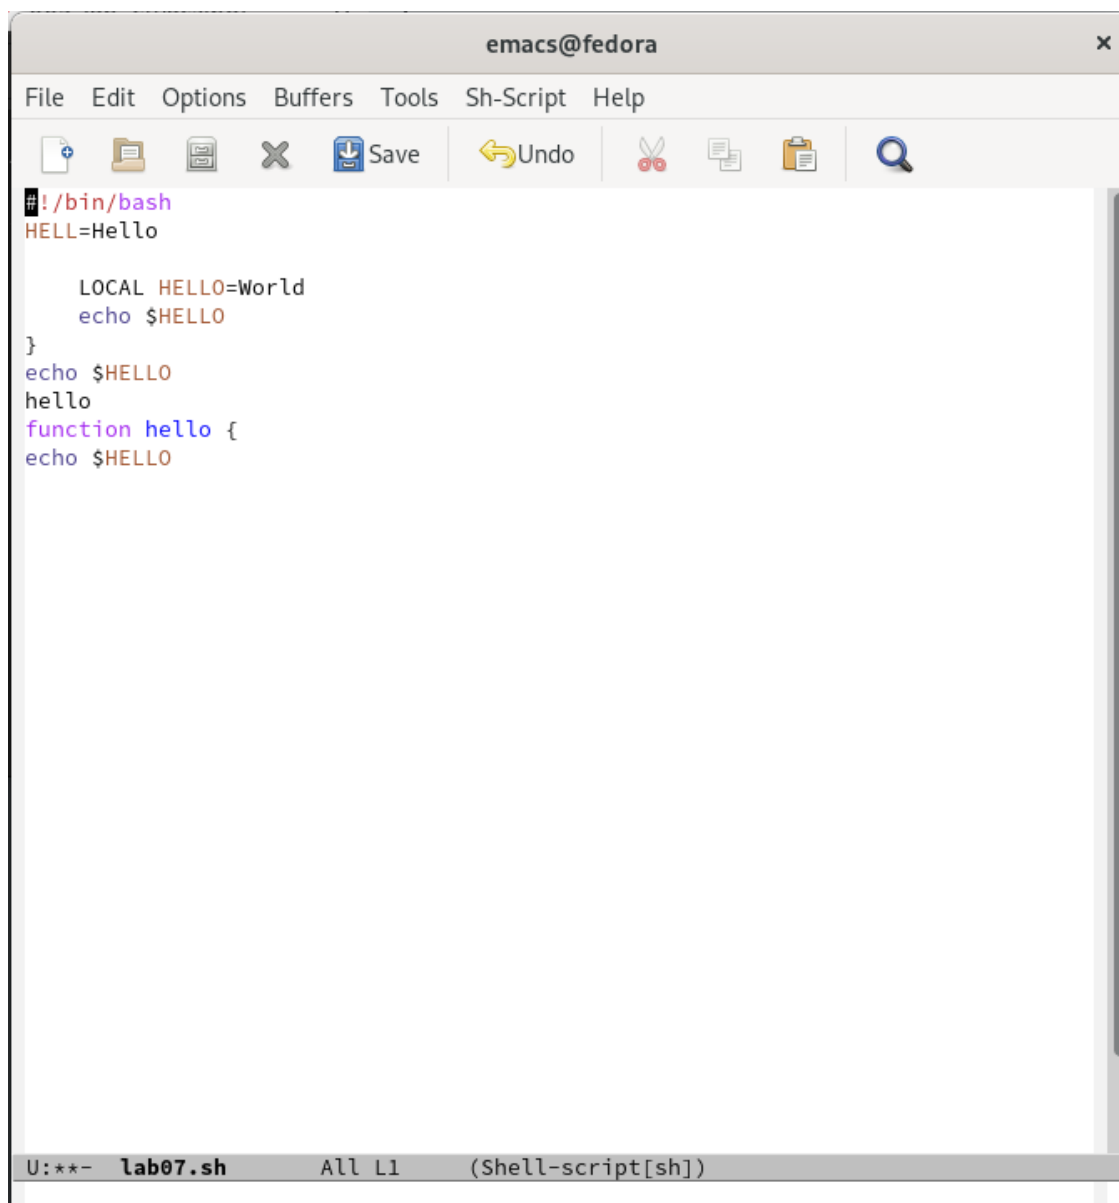 emacs@fedora
File Edit Options Buffers Tools Sh-Script Help
Save Undo
#!/bin/bash
HELL=Hello
    LOCAL HELLO=World
    echo $HELLO
}
echo $HELLO
hello
function hello {
echo $HELLO
U:**- lab07.sh All L1 (Shell-script[sh])